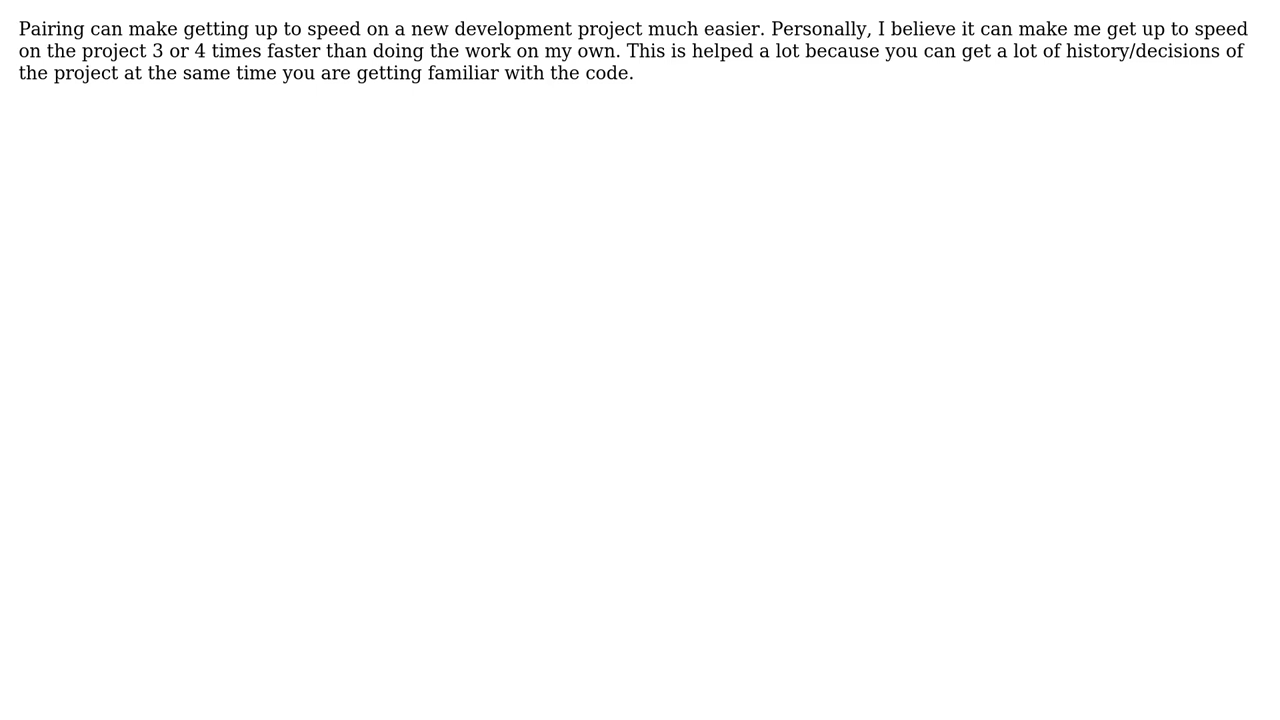 Pairing can make getting up to speed on a new development project much easier. Personally, I believe it can make me get up to speed
on the project 3 or 4 times faster than doing the work on my own. This is helped a lot because you can get a lot of history/decisions of
the project at the same time you are getting familiar with the code.